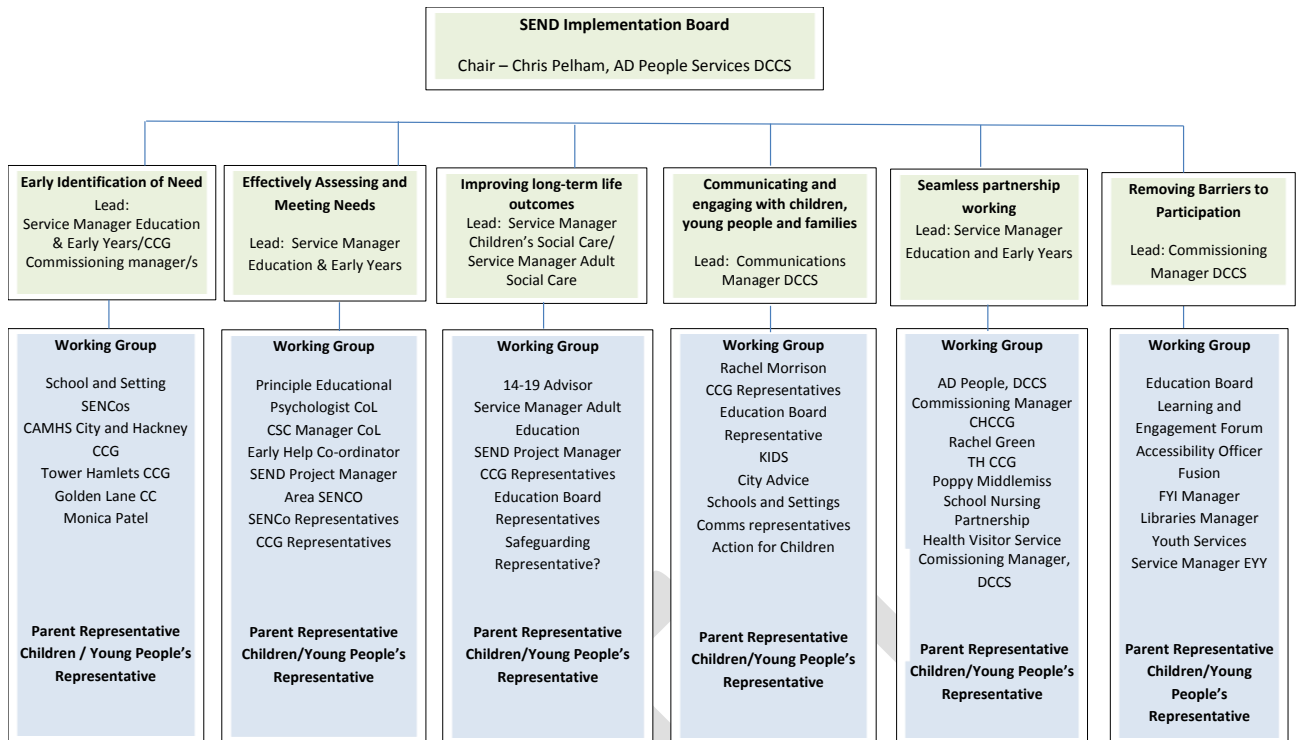 SEND Implementation Board
Chair – Chris Pelham, AD People Services DCCS
Early Identification of Need
Lead:
Service Manager Education
& Early Years/CCG
Commissioning manager/s
Effectively Assessing and
Meeting Needs
Lead: Service Manager
Education & Early Years
Improving long-term life
outcomes
Lead: Service Manager
Children’s Social Care/
Service Manager Adult
Social Care
Communicating and
engaging with children,
young people and families
Lead: Communications
Manager DCCS
Seamless partnership
working
Lead: Service Manager
Education and Early Years
Removing Barriers to
Participation
Lead: Commissioning
Manager DCCS
Working Group
School and Setting
SENCos
CAMHS City and Hackney
CCG
Tower Hamlets CCG
Golden Lane CC
Monica Patel
Parent Representative
Children / Young People’s
Representative
Working Group
Principle Educational
Psychologist CoL
CSC Manager CoL
Early Help Co-ordinator
SEND Project Manager
Area SENCO
SENCo Representatives
CCG Representatives
Parent Representative
Children/Young People’s
Representative
Working Group
14-19 Advisor
Service Manager Adult
Education
SEND Project Manager
CCG Representatives
Education Board
Representatives
Safeguarding
Representative?
Parent Representative
Children/Young People’s
Representative
Working Group
Rachel Morrison
CCG Representatives
Education Board
Representative
KIDS
City Advice
Schools and Settings
Comms representatives
Action for Children
Parent Representative
Children/Young People’s
Representative
Working Group
AD People, DCCS
Commissioning Manager
CHCCG
Rachel Green
TH CCG
Poppy Middlemiss
School Nursing
Partnership
Health Visitor Service
Comissioning Manager,
DCCS
Parent Representative
Children/Young People’s
Representative
Working Group
Education Board
Learning and
Engagement Forum
Accessibility Officer
Fusion
FYI Manager
Libraries Manager
Youth Services
Service Manager EYY
Parent Representative
Children/Young
People’s
Representative